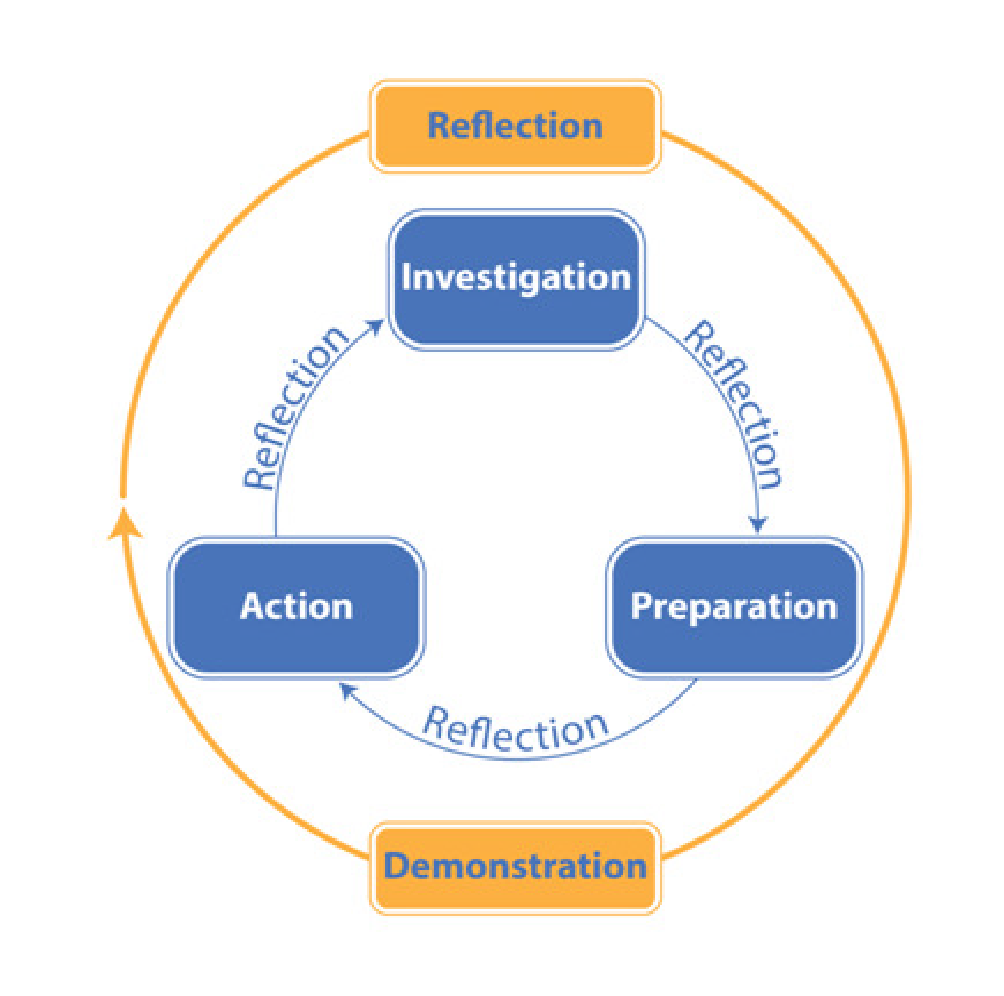 Reflection
Investigation
Reflection
Reflection
Action
Preparation
Reflection
Demonstration